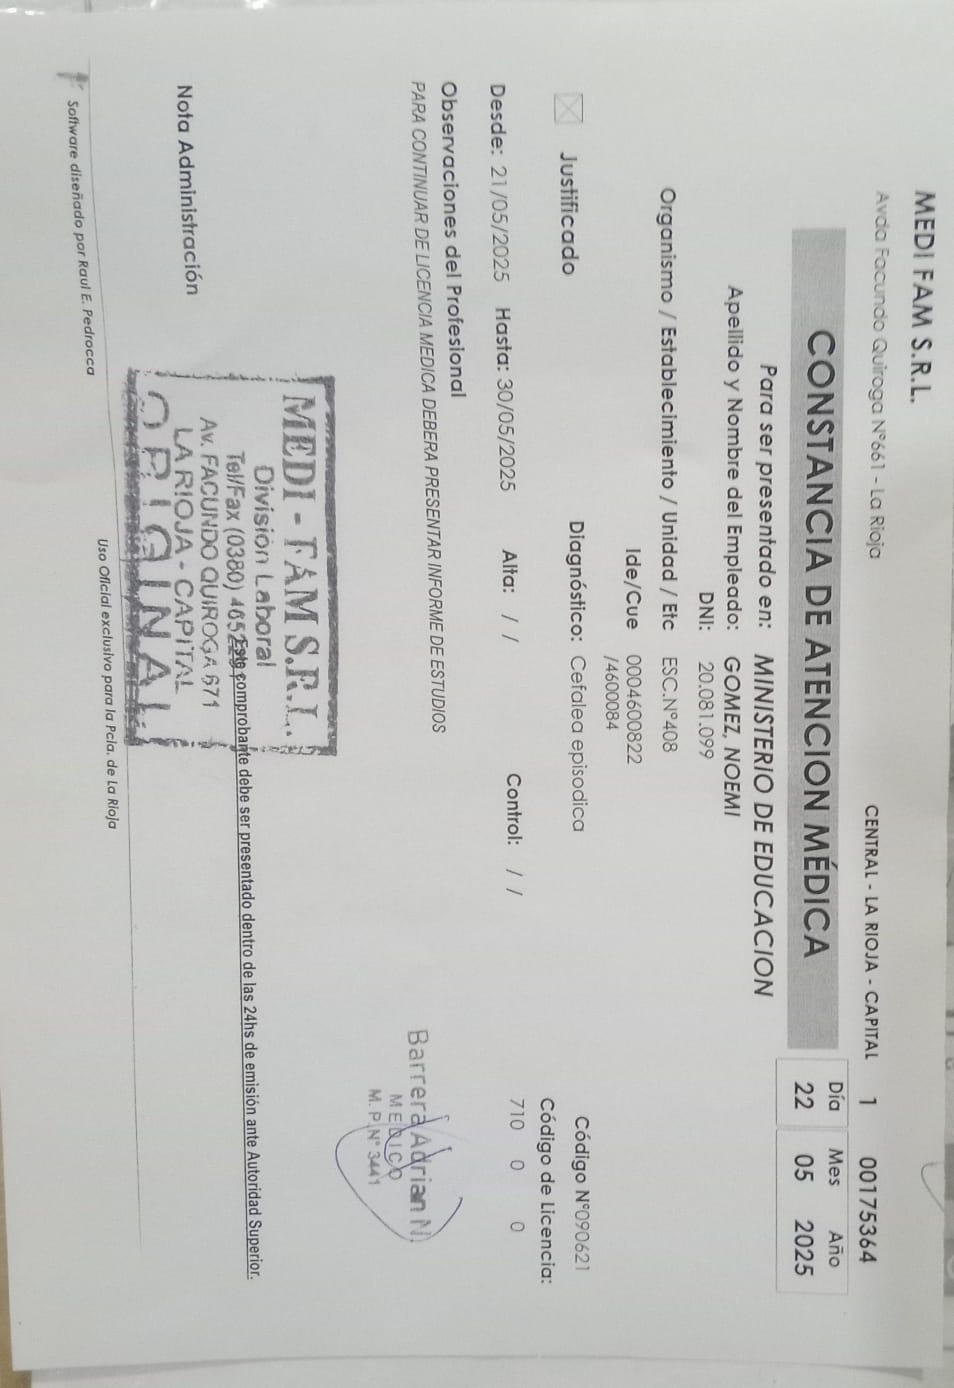 MEDI FAM S.R.L.
Avda Facundo Quiroga N°661 - La Rioja
CENTRAL - LA RIOJA - CAPITAL 1 00175364
CONSTANCIA DE ATENCION MÉDICA
Día Mes Año
22 05 2025
Para ser presentado en: MINISTERIO DE EDUCACION
Apellido y Nombre del Empleado: GOMEZ, NOEMI
DNI: 20.081.099
Organismo / Establecimiento / Unidad / Etc ESC.N°408
Ide/Cue 0004600822
/4600084
Justificado
Diagnóstico: Cefalea episodica
Código N°090621
Código de Licencia:
710 0 0
Desde: 21/05/2025 Hasta: 30/05/2025 Alta: / / Control: / /
Observaciones del Profesional
PARA CONTINUAR DE LICENCIA MEDICA DEBERA PRESENTAR INFORME DE ESTUDIOS
Barrera Adrian N.
MEDICO
M. P. N° 3441
MEDI - FAM S.R.L.
División Laboral
Tel/Fax (0380)
Av. FACUNDO QUIROGA 671
LA RIOJA - CAPITAL
ORIGINAL
Este comprobante debe ser presentado dentro de las 24hs de emisión ante Autoridad Superior.
Nota Administración
Software diseñado por Raul E. Pedrocca
Uso Oficial exclusivo para la Pcia. de La Rioja